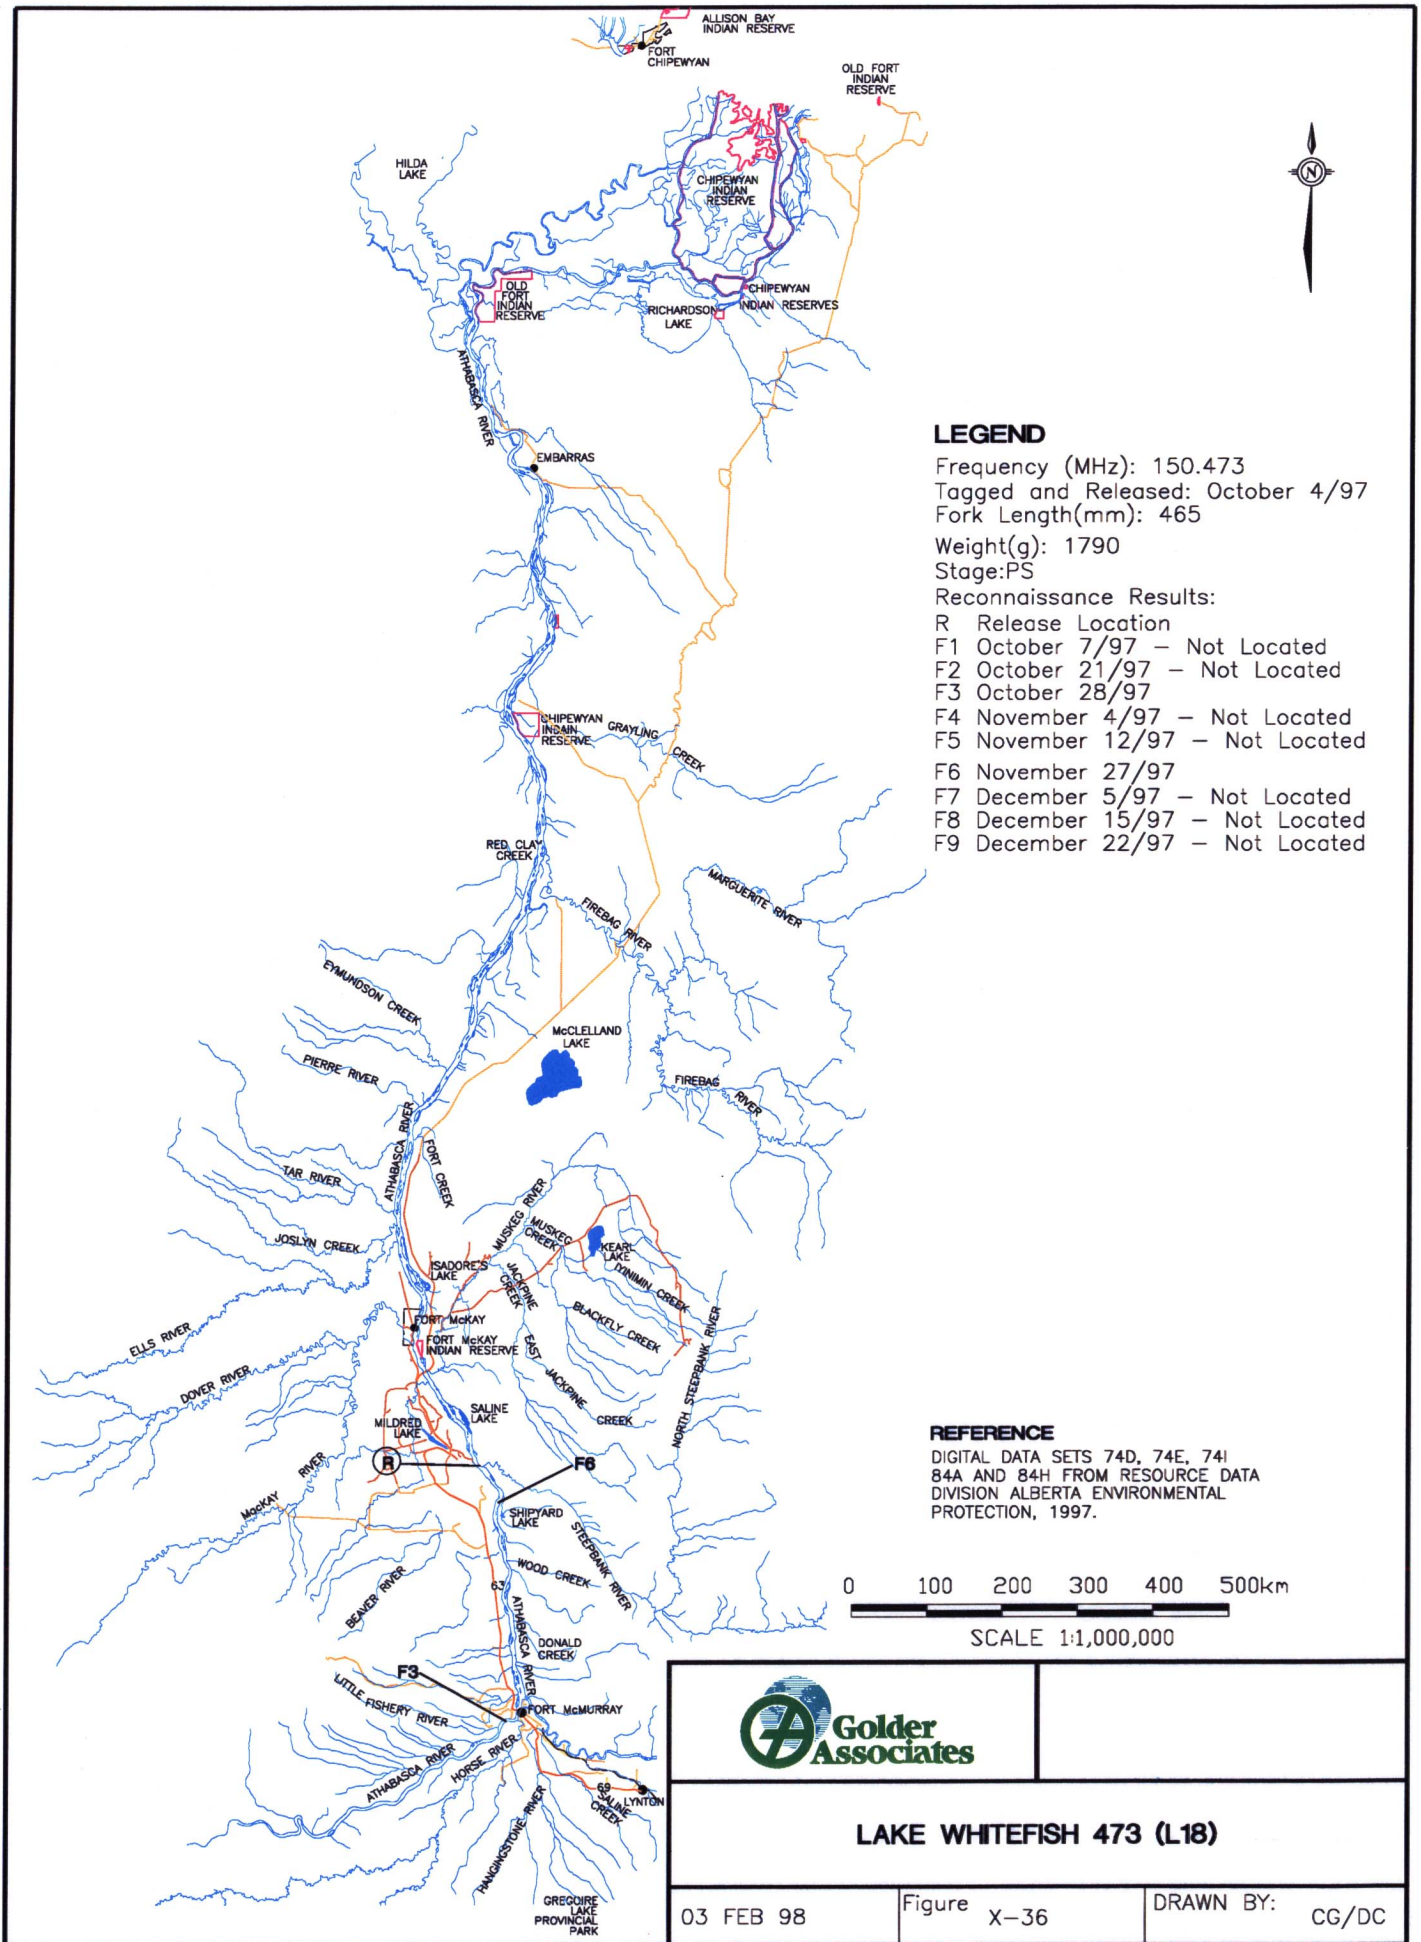 ALLISON BAY
INDIAN RESERVE
FORT
CHIPEWYAN
OLD FORT
INDIAN
RESERVE
HILDA
LAKE
N
CHIPEWYAN
INDIAN
RESERVE
OLD
FORT
INDIAN
RESERVE
CHIPEWYAN
INDIAN RESERVES
RICHARDSON
LAKE
ATHABASCA RIVER
EMBARRAS
LEGEND
Frequency (MHz): 150.473
Tagged and Released: October 4/97
Fork Length(mm): 465
Weight(g): 1790
Stage:PS
Reconnaissance Results:
R Release Location
F1 October 7/97 – Not Located
F2 October 21/97 – Not Located
F3 October 28/97
F4 November 4/97 – Not Located
F5 November 12/97 – Not Located
F6 November 27/97
F7 December 5/97 – Not Located
F8 December 15/97 – Not Located
F9 December 22/97 – Not Located
CHIPEWYAN
INDAIN
RESERVE
GRAYLING
CREEK
RED CLAY
CREEK
MARGUERITE RIVER
FIREBAG RIVER
EYMUNDSON CREEK
McCLELLAND
LAKE
PIERRE RIVER
FIREBAG
RIVER
ATHABASCA RIVER
FORT CREEK
TAR RIVER
JOSLYN CREEK
MUSKEG RIVER
MUSKEG
CREEK
KEARL
LAKE
ISADORE'S
LAKE
JACKPINE
CREEK
IYINIMIN CREEK
BLACKFLY CREEK
FORT McKAY
FORT McKAY
INDIAN RESERVE
ELLS RIVER
DOVER RIVER
EAST
JACKPINE
CREEK
NORTH STEEPBANK RIVER
SALINE
LAKE
MILDRED
LAKE
R
F6
MacKAY
RIVER
SHIPYARD
LAKE
STEEPBANK RIVER
WOOD CREEK
63
BEAVER RIVER
ATHABASCA RIVER
DONALD
CREEK
F3
LITTLE FISHERY RIVER
FORT McMURRAY
ATHABASCA RIVER
HORSE RIVER
69
SALINE
CREEK
LYNTON
HANGINGSTONE RIVER
GREGOIRE
LAKE
PROVINCIAL
PARK
REFERENCE
DIGITAL DATA SETS 74D, 74E, 74I
84A AND 84H FROM RESOURCE DATA
DIVISION ALBERTA ENVIRONMENTAL
PROTECTION, 1997.
0 100 200 300 400 500km
SCALE 1:1,000,000
Golder
Associates
LAKE WHITEFISH 473 (L18)
03 FEB 98
Figure X–36
DRAWN BY: CG/DC